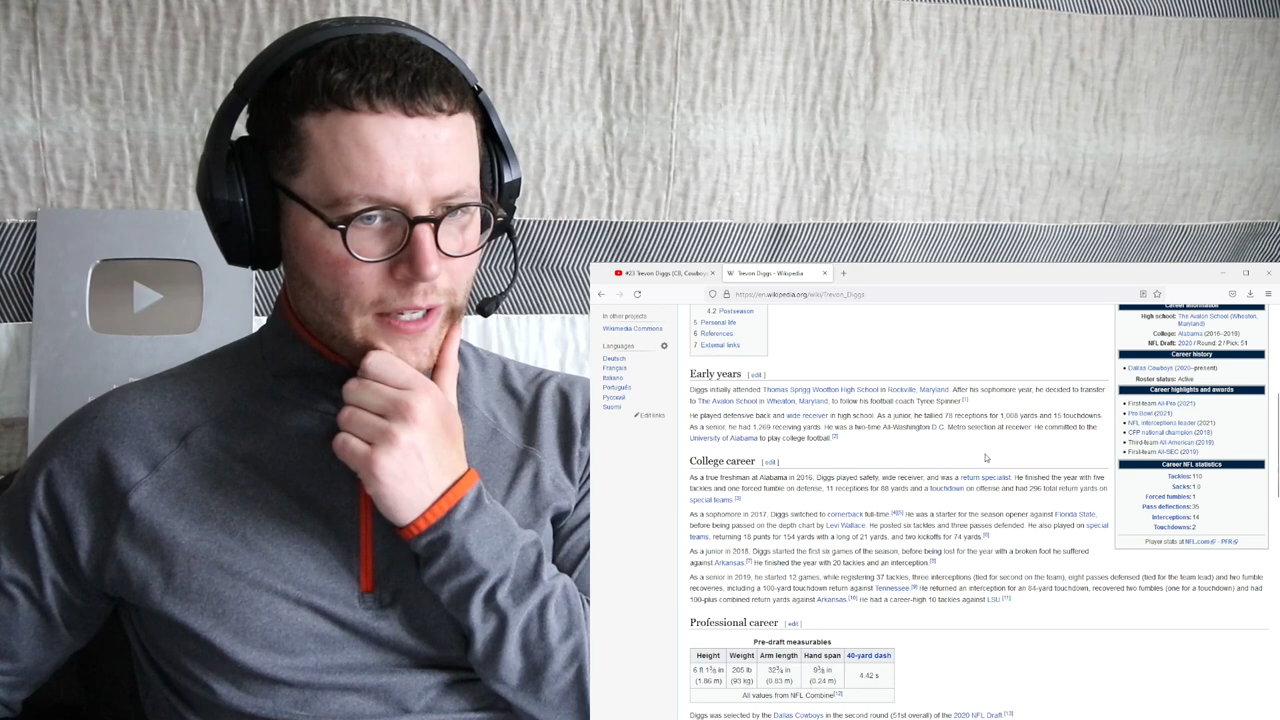 #23 Trevon Diggs (CB, Cowboys
Trevon Diggs - Wikipedia
https://en.wikipedia.org/wiki/Trevon_Diggs
In other projects
Wikimedia Commons
Languages
Deutsch
Français
Italiano
Português
Русский
Suomi
Edit links
4.2 Postseason
5 Personal life
6 References
7 External links
Early years [ edit ]
Diggs initially attended Thomas Sprigg Wootton High School in Rockville, Maryland. After his sophomore year, he decided to transfer
to The Avalon School in Wheaton, Maryland, to follow his football coach Tyree Spinner.[1]
He played defensive back and wide receiver in high school. As a junior, he tallied 78 receptions for 1,008 yards and 15 touchdowns.
As a senior, he had 1,269 receiving yards. He was a two-time All-Washington D.C. Metro selection at receiver. He committed to the
University of Alabama to play college football.[2]
College career [ edit ]
As a true freshman at Alabama in 2016, Diggs played safety, wide receiver, and was a return specialist. He finished the year with five
tackles and one forced fumble on defense, 11 receptions for 88 yards and a touchdown on offense and had 296 total return yards on
special teams.[3]
As a sophomore in 2017, Diggs switched to cornerback full-time.[4][5] He was a starter for the season opener against Florida State,
before being passed on the depth chart by Levi Wallace. He posted six tackles and three passes defended. He also played on special
teams, returning 18 punts for 154 yards with a long of 21 yards, and two kickoffs for 74 yards.[6]
As a junior in 2018, Diggs started the first six games of the season, before being lost for the year with a broken foot he suffered
against Arkansas.[7] He finished the year with 20 tackles and an interception.[8]
As a senior in 2019, he started 12 games, while registering 37 tackles, three interceptions (tied for second on the team), eight passes defensed (tied for the team lead) and two fumble
recoveries, including a 100-yard touchdown return against Tennessee.[9] He returned an interception for an 84-yard touchdown, recovered two fumbles (one for a touchdown) and had
100-plus combined return yards against Arkansas.[10] He had a career-high 10 tackles against LSU.[11]
Professional career [ edit ]
Pre-draft measurables
Height Weight Arm length Hand span 40-yard dash
6 ft 1 in 205 lb 32 in 9 in 4.42 s
(1.86 m) (93 kg) (0.83 m) (0.24 m)
All values from NFL Combine[12]
Diggs was selected by the Dallas Cowboys in the second round (51st overall) of the 2020 NFL Draft.[13]
Career information
High school: The Avalon School (Wheaton,
Maryland)
College: Alabama (2016–2019)
NFL Draft: 2020 / Round: 2 / Pick: 51
Career history
Dallas Cowboys (2020–present)
Roster status: Active
Career highlights and awards
First-team All-Pro (2021)
Pro Bowl (2021)
NFL interceptions leader (2021)
CFP national champion (2018)
Third-team All-American (2019)
First-team All-SEC (2019)
Career NFL statistics
Tackles: 110
Sacks: 1.0
Forced fumbles: 1
Pass deflections: 35
Interceptions: 14
Touchdowns: 2
Player stats at NFL.com · PFR